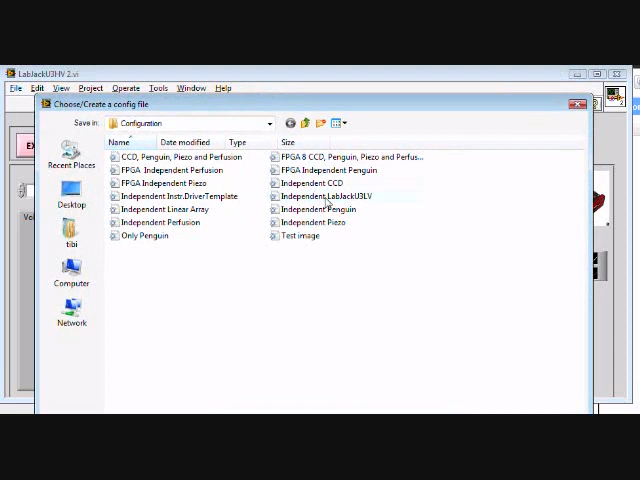 LabJackU3HV 2.vi
File Edit View Project Operate Tools Window Help
Choose/Create a config file
Save in: Configuration
Name Date modified Type Size
Recent Places
Desktop
tibi
Computer
Network
CCD, Penguin, Piezo and Perfusion
FPGA Independent Perfusion
FPGA Independent Piezo
Independent Instr.DriverTemplate
Independent Linear Array
Independent Perfusion
Only Penguin
FPGA 8 CCD, Penguin, Piezo and Perfus...
FPGA Independent Penguin
Independent CCD
Independent LabJackU3LV
Independent Penguin
Independent Piezo
Test image
2